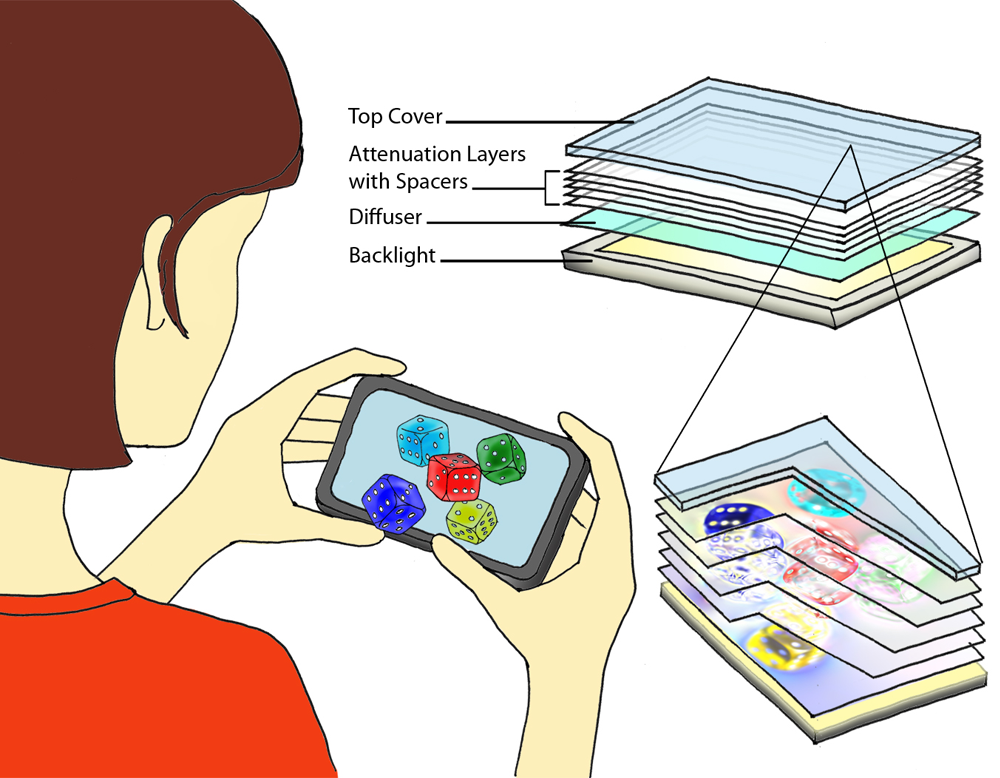 Top Cover
Attenuation Layers
with Spacers
Diffuser
Backlight